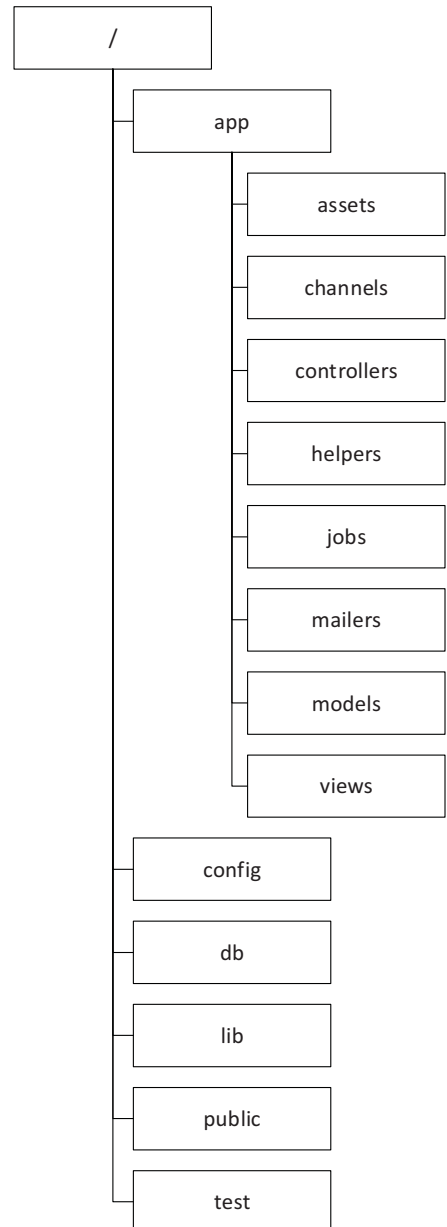 /
app
assets
channels
controllers
helpers
jobs
mailers
models
views
config
db
lib
public
test